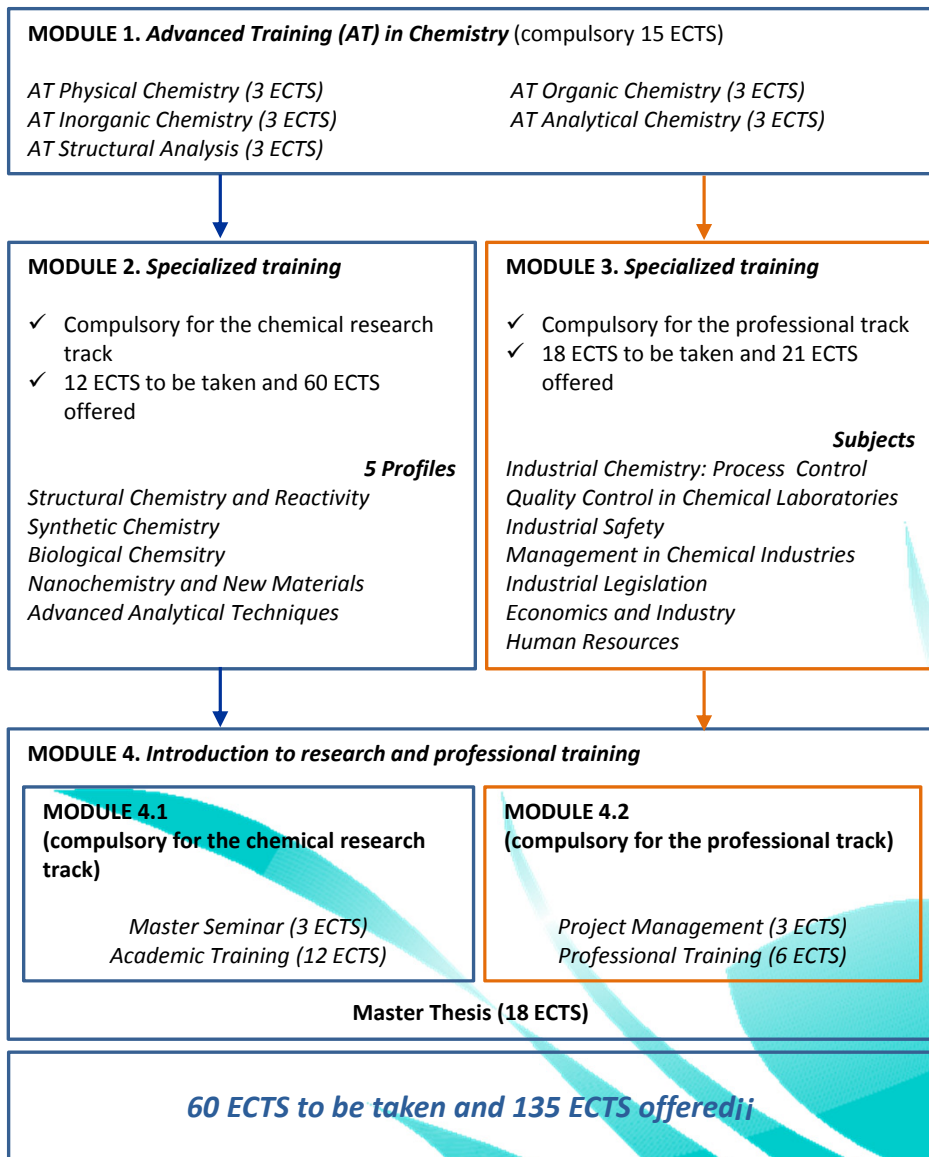 MODULE 1. Advanced Training (AT) in Chemistry (compulsory 15 ECTS)
AT Physical Chemistry (3 ECTS)
AT Inorganic Chemistry (3 ECTS)
AT Structural Analysis (3 ECTS)
AT Organic Chemistry (3 ECTS)
AT Analytical Chemistry (3 ECTS)
MODULE 2. Specialized training
✓ Compulsory for the chemical research
track
✓ 12 ECTS to be taken and 60 ECTS
offered
5 Profiles
Structural Chemistry and Reactivity
Synthetic Chemistry
Biological Chemsitry
Nanochemistry and New Materials
Advanced Analytical Techniques
MODULE 3. Specialized training
✓ Compulsory for the professional track
✓ 18 ECTS to be taken and 21 ECTS
offered
Subjects
Industrial Chemistry: Process Control
Quality Control in Chemical Laboratories
Industrial Safety
Management in Chemical Industries
Industrial Legislation
Economics and Industry
Human Resources
MODULE 4. Introduction to research and professional training
MODULE 4.1
(compulsory for the chemical research
track)
Master Seminar (3 ECTS)
Academic Training (12 ECTS)
MODULE 4.2
(compulsory for the professional track)
Project Management (3 ECTS)
Professional Training (6 ECTS)
Master Thesis (18 ECTS)
60 ECTS to be taken and 135 ECTS offered¡¡